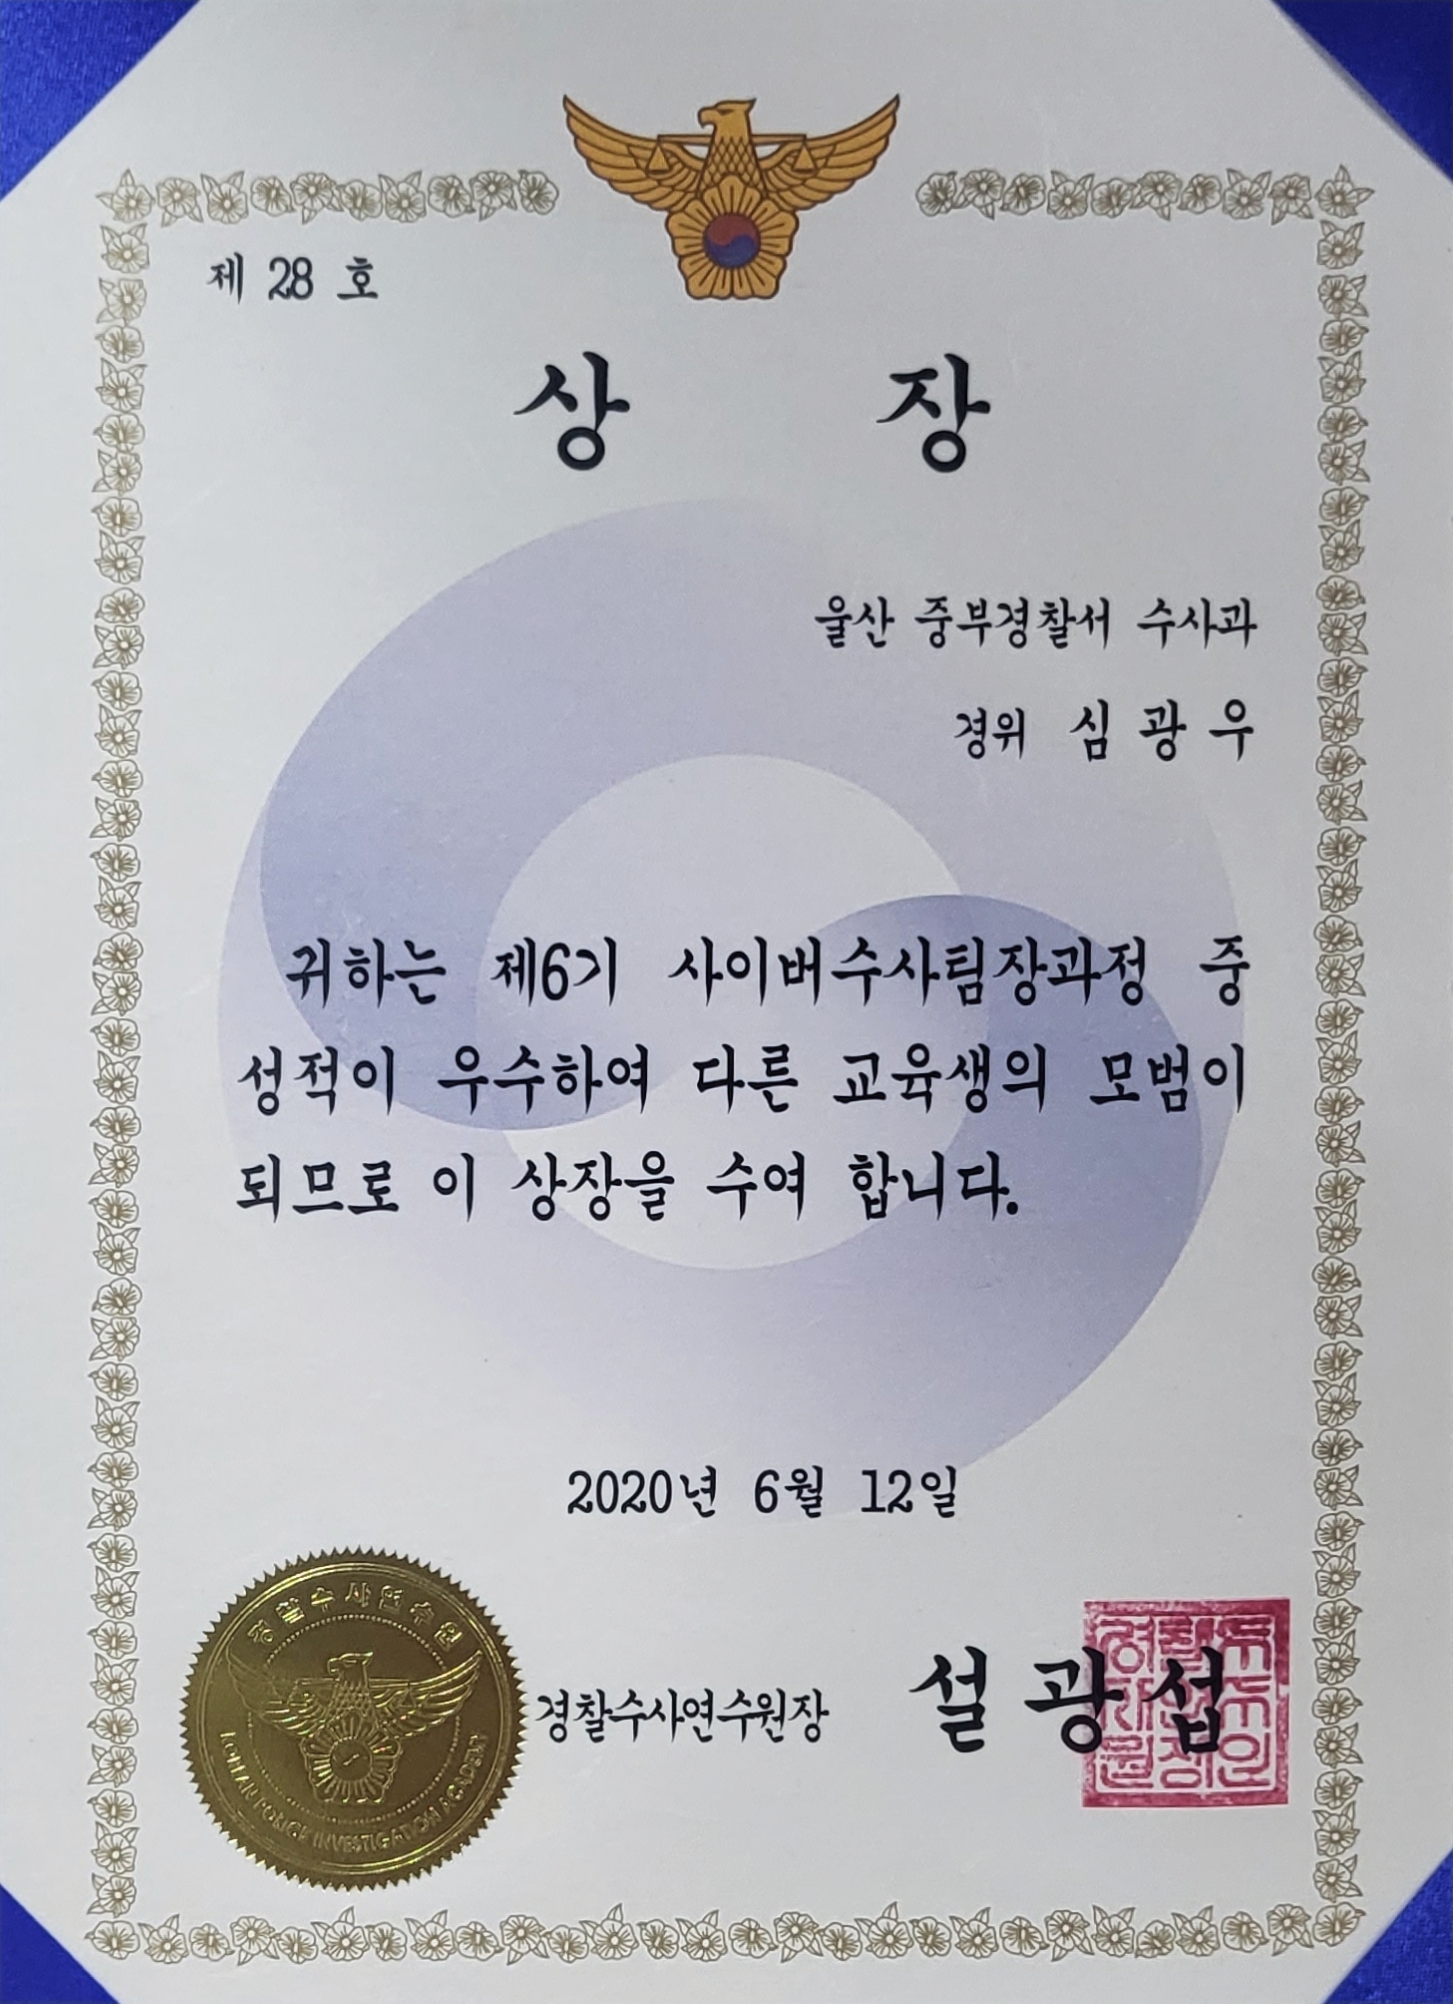 제 28 호
상 장
울산 중부경찰서 수사과
경위 심 광 우
귀하는 제6기 사이버수사팀장과정 중
성적이 우수하여 다른 교육생의 모범이
되므로 이 상장을 수여 합니다.
2020년 6월 12일
경찰수사연수원
KOREAN POLICE INVESTIGATION ACADEMY
경찰수사연수원장 설 광 섭